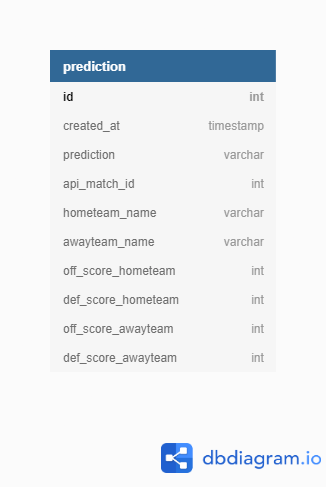 prediction
id int
created_at timestamp
prediction varchar
api_match_id int
hometeam_name varchar
awayteam_name varchar
off_score_hometeam int
def_score_hometeam int
off_score_awayteam int
def_score_awayteam int
dbdiagram.io